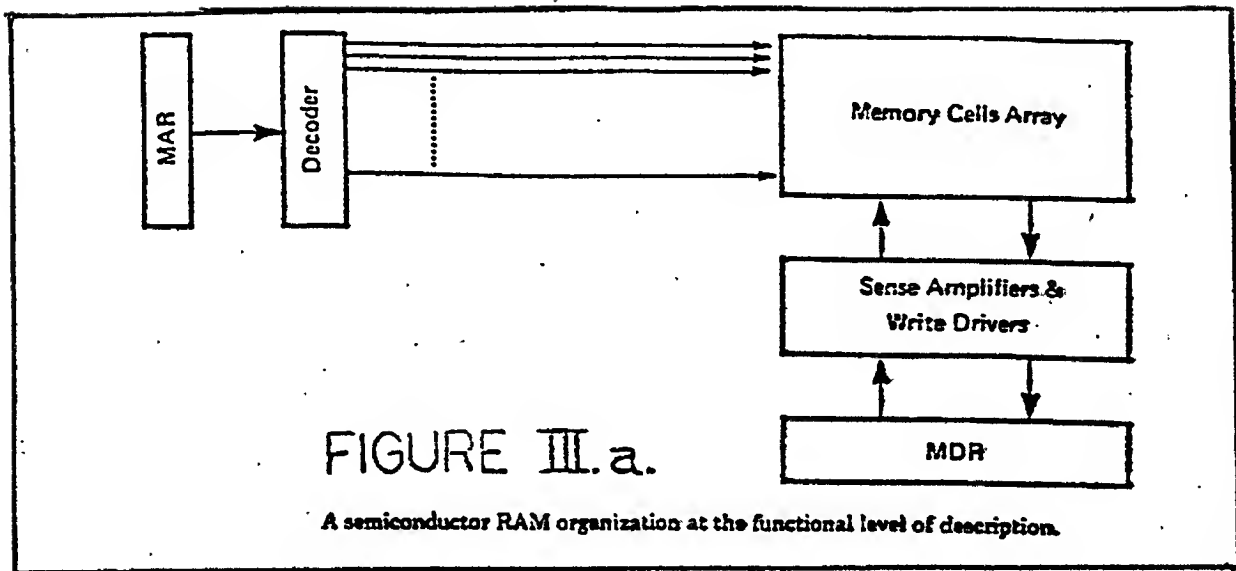 MAR
Decoder
Memory Cells Array
Sense Amplifiers &
Write Drivers
MDR
FIGURE III.a.
A semiconductor RAM organization at the functional level of description.